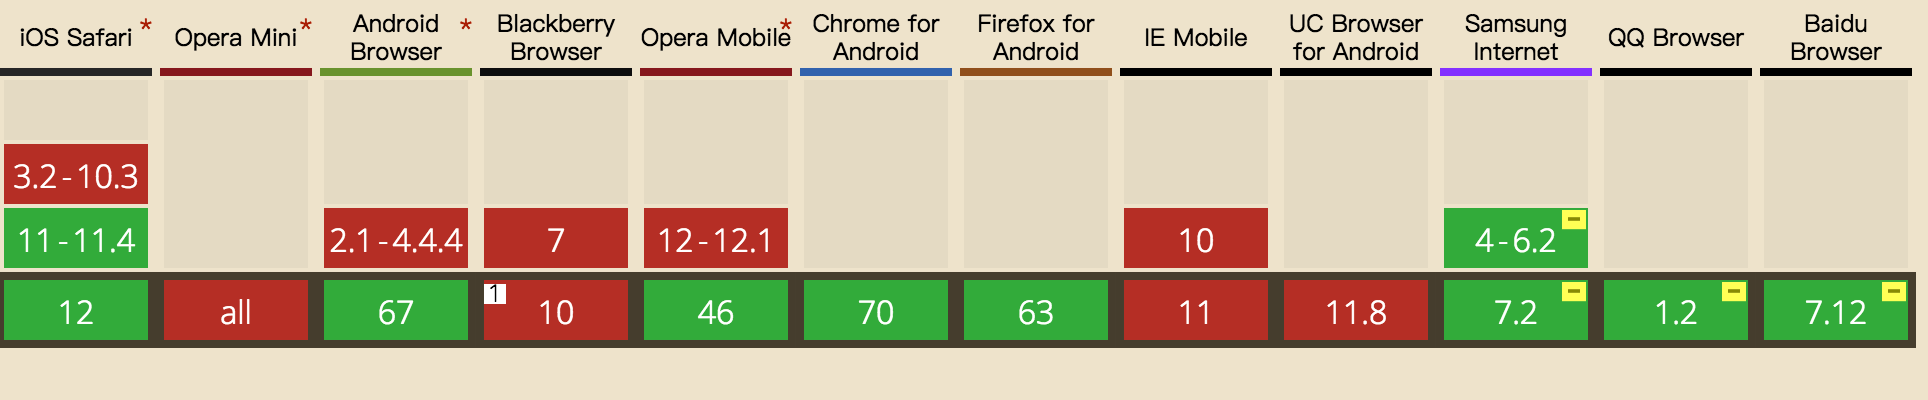 iOS Safari *
Opera Mini *
Android Browser *
Blackberry Browser
Opera Mobile *
Chrome for Android
Firefox for Android
IE Mobile
UC Browser for Android
Samsung Internet
QQ Browser
Baidu Browser
3.2-10.3
11-11.4
2.1-4.4.4
7
12-12.1
10
4-6.2
12
all
67
1
10
46
70
63
11
11.8
7.2
1.2
7.12